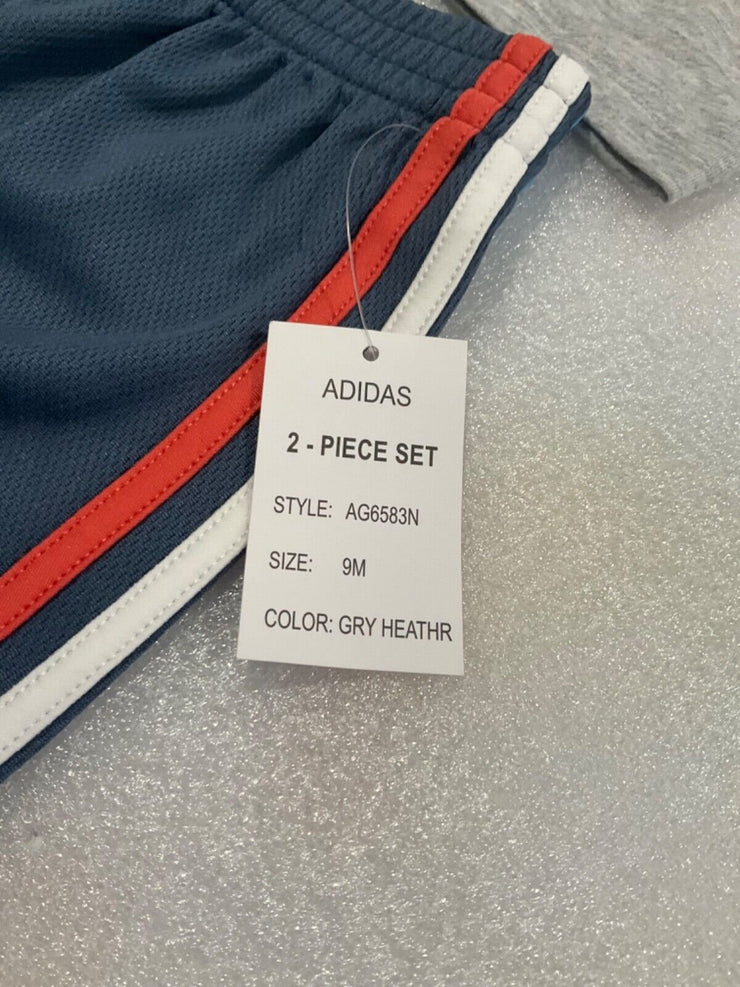 ADIDAS
2 - PIECE SET
STYLE: AG6583N
SIZE: 9M
COLOR: GRY HEATHR